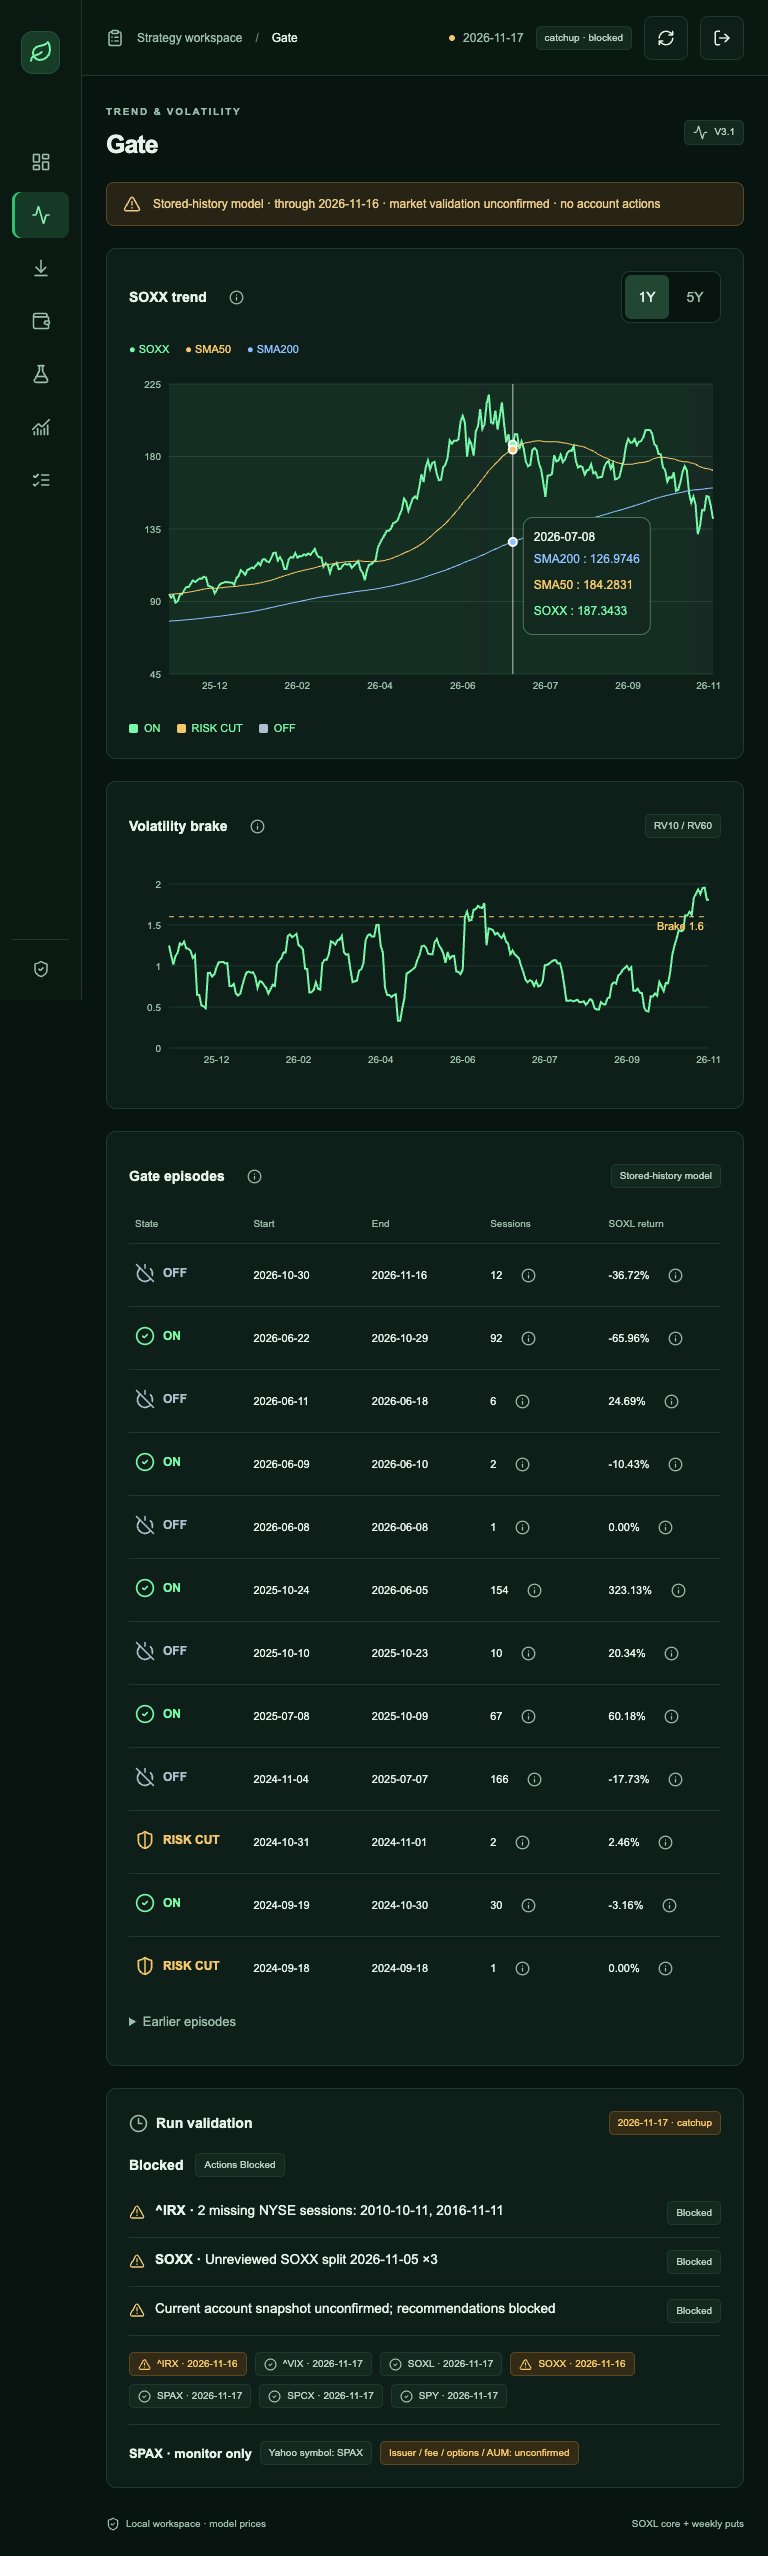 Strategy workspace / Gate
2026-11-17
catchup · blocked
TREND & VOLATILITY
Gate
V3.1
Stored-history model · through 2026-11-16 · market validation unconfirmed · no account actions
SOXX trend
1Y 5Y
SOXX SMA50 SMA200
225
180
135
90
45
2026-07-08
SMA200 : 126.9746
SMA50 : 184.2831
SOXX : 187.3433
25-12 26-02 26-04 26-06 26-07 26-09 26-11
ON RISK CUT OFF
Volatility brake
RV10 / RV60
2
1.5
1
0.5
0
Brake 1.6
25-12 26-02 26-04 26-06 26-07 26-09 26-11
Gate episodes
Stored-history model
State Start End Sessions SOXL return
OFF 2026-10-30 2026-11-16 12 -36.72%
ON 2026-06-22 2026-10-29 92 -65.96%
OFF 2026-06-11 2026-06-18 6 24.69%
ON 2026-06-09 2026-06-10 2 -10.43%
OFF 2026-06-08 2026-06-08 1 0.00%
ON 2025-10-24 2026-06-05 154 323.13%
OFF 2025-10-10 2025-10-23 10 20.34%
ON 2025-07-08 2025-10-09 67 60.18%
OFF 2024-11-04 2025-07-07 166 -17.73%
RISK CUT 2024-10-31 2024-11-01 2 2.46%
ON 2024-09-19 2024-10-30 30 -3.16%
RISK CUT 2024-09-18 2024-09-18 1 0.00%
Earlier episodes
Run validation
2026-11-17 · catchup
Blocked
Actions Blocked
^IRX · 2 missing NYSE sessions: 2010-10-11, 2016-11-11
Blocked
SOXX · Unreviewed SOXX split 2026-11-05 ×3
Blocked
Current account snapshot unconfirmed; recommendations blocked
Blocked
^IRX · 2026-11-16 ^VIX · 2026-11-17 SOXL · 2026-11-17 SOXX · 2026-11-16
SPAX · 2026-11-17 SPCX · 2026-11-17 SPY · 2026-11-17
SPAX · monitor only
Yahoo symbol: SPAX
Issuer / fee / options / AUM: unconfirmed
Local workspace · model prices
SOXL core + weekly puts